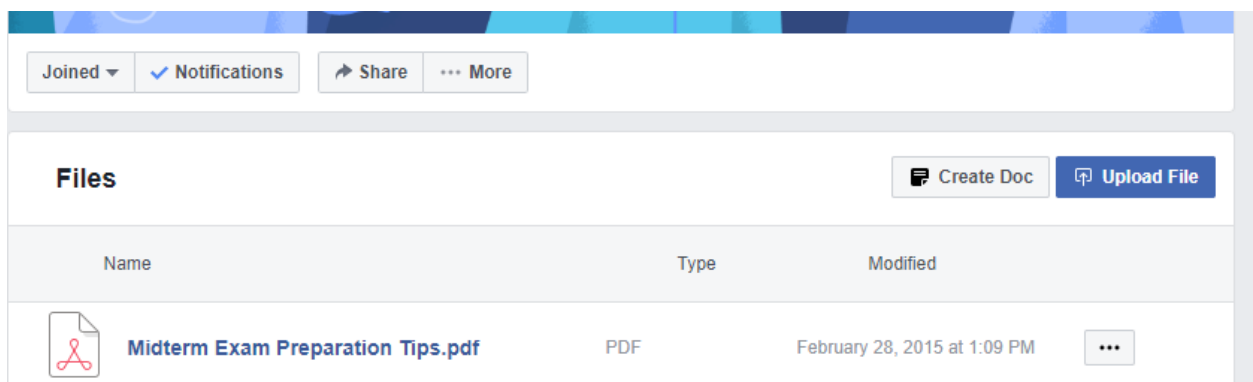 Joined Notifications Share ··· More
Files Create Doc Upload File
Name Type Modified
Midterm Exam Preparation Tips.pdf PDF February 28, 2015 at 1:09 PM ···